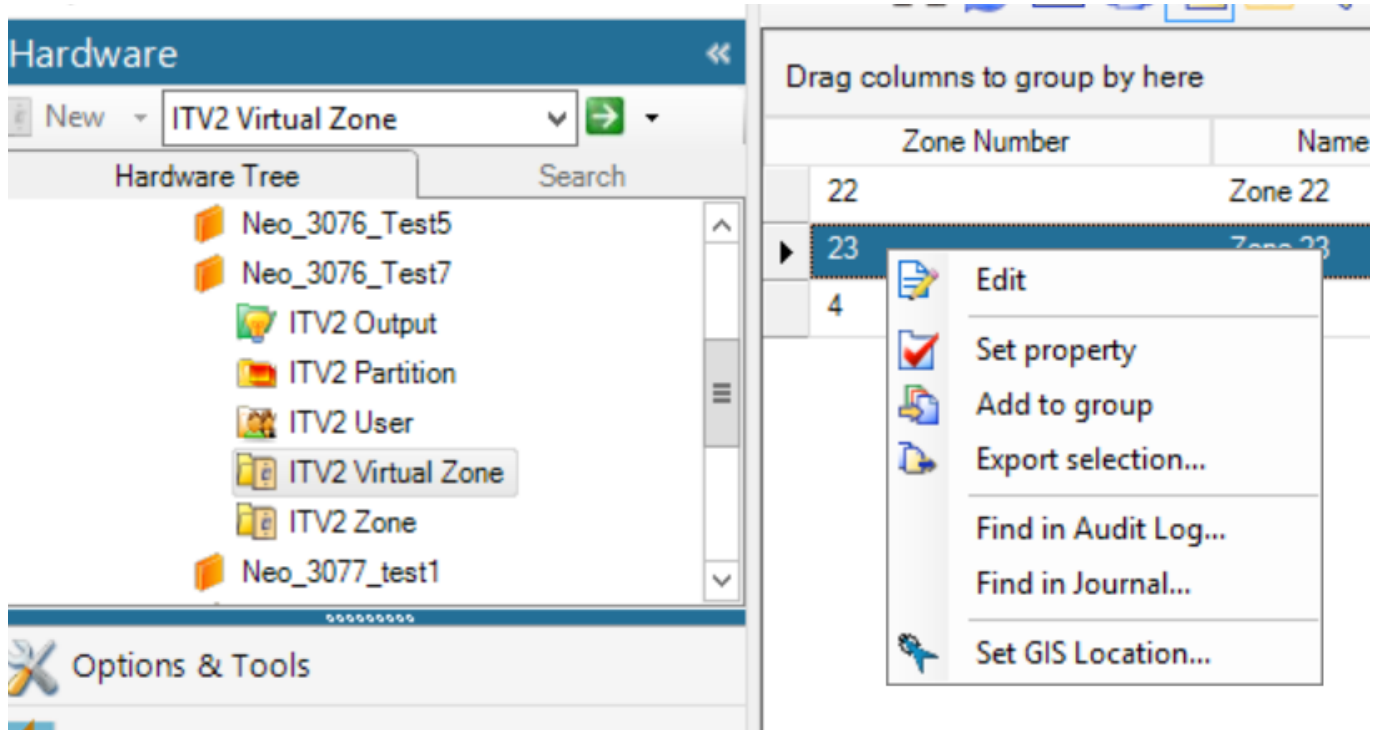 Hardware
New
ITV2 Virtual Zone
Hardware Tree
Search
Neo_3076_Test5
Neo_3076_Test7
ITV2 Output
ITV2 Partition
ITV2 User
ITV2 Virtual Zone
ITV2 Zone
Neo_3077_test1
Options & Tools
Drag columns to group by here
Zone Number
Name
22
Zone 22
23
Zone 23
4
Edit
Set property
Add to group
Export selection...
Find in Audit Log...
Find in Journal...
Set GIS Location...